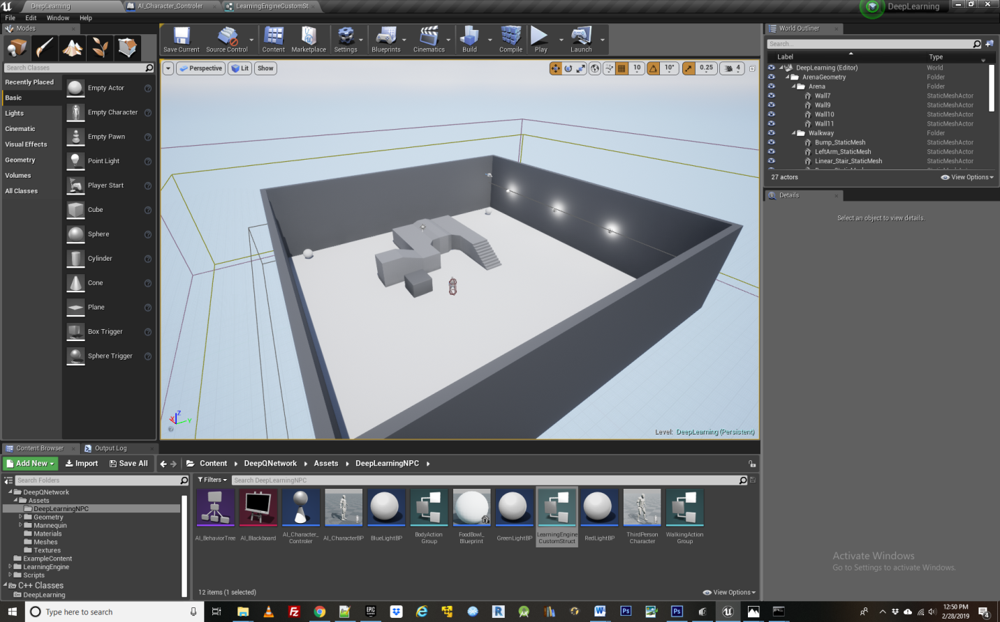 DeepLearning
AI_Character_Controler
LearningEngineCustomSt
DeepLearning
File Edit Window Help
Modes
Search Classes
Recently Placed
Basic
Lights
Cinematic
Visual Effects
Geometry
Volumes
All Classes
Empty Actor
Empty Character
Empty Pawn
Point Light
Player Start
Cube
Sphere
Cylinder
Cone
Plane
Box Trigger
Sphere Trigger
Save Current Source Control Content Marketplace Settings Blueprints Cinematics Build Compile Play Launch
Perspective Lit Show
10 10° 0.25 4
X Z Y
Level: DeepLearning (Persistent)
World Outliner
Search...
Label Type
DeepLearning (Editor) World
ArenaGeometry Folder
Arena Folder
Wall7 StaticMeshActor
Wall9 StaticMeshActor
Wall10 StaticMeshActor
Wall11 StaticMeshActor
Walkway Folder
Bump_StaticMesh StaticMeshActor
LeftArm_StaticMesh StaticMeshActor
Linear_Stair_StaticMesh StaticMeshActor
27 actors View Options
Details
Select an object to view details.
Content Browser Output Log
Add New Import Save All Content DeepQNetwork Assets DeepLearningNPC
Search Folders
DeepQNetwork
Assets
DeepLearningNPC
Geometry
Mannequin
Materials
Meshes
Textures
ExampleContent
LearningEngine
Scripts
C++ Classes
DeepLearning
Filters Search DeepLearningNPC
AI_BehaviorTree
AI_Blackboard
AI_Character_
Controler
AI_CharacterBP
BlueLightBP
BodyAction
Group
FoodBowl_
Blueprint
GreenLightBP
LearningEngine
CustomStruct
RedLightBP
ThirdPerson
Character
WalkingAction
Group
12 items (1 selected) View Options
Activate Windows
Go to Settings to activate Windows.
Type here to search
12:50 PM
2/28/2019